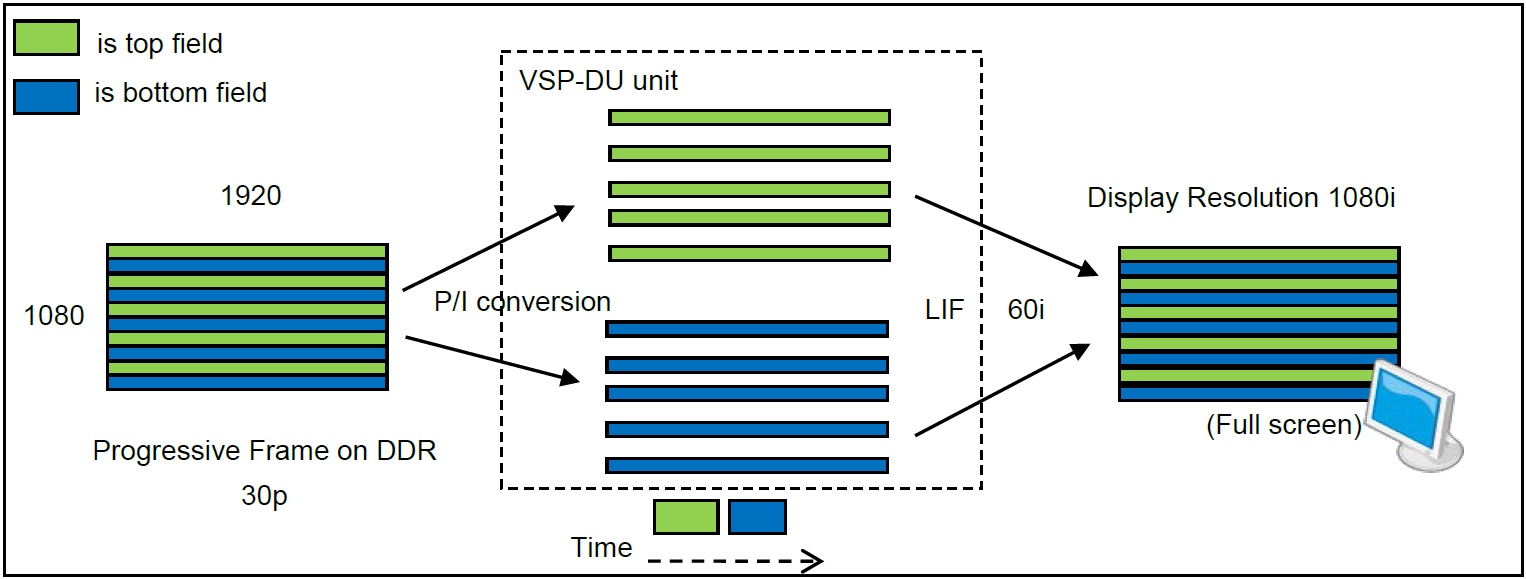 is top field
is bottom field
VSP-DU unit
1920
Display Resolution 1080i
1080
P/I conversion
LIF
60i
(Full screen)
Progressive Frame on DDR
30p
Time